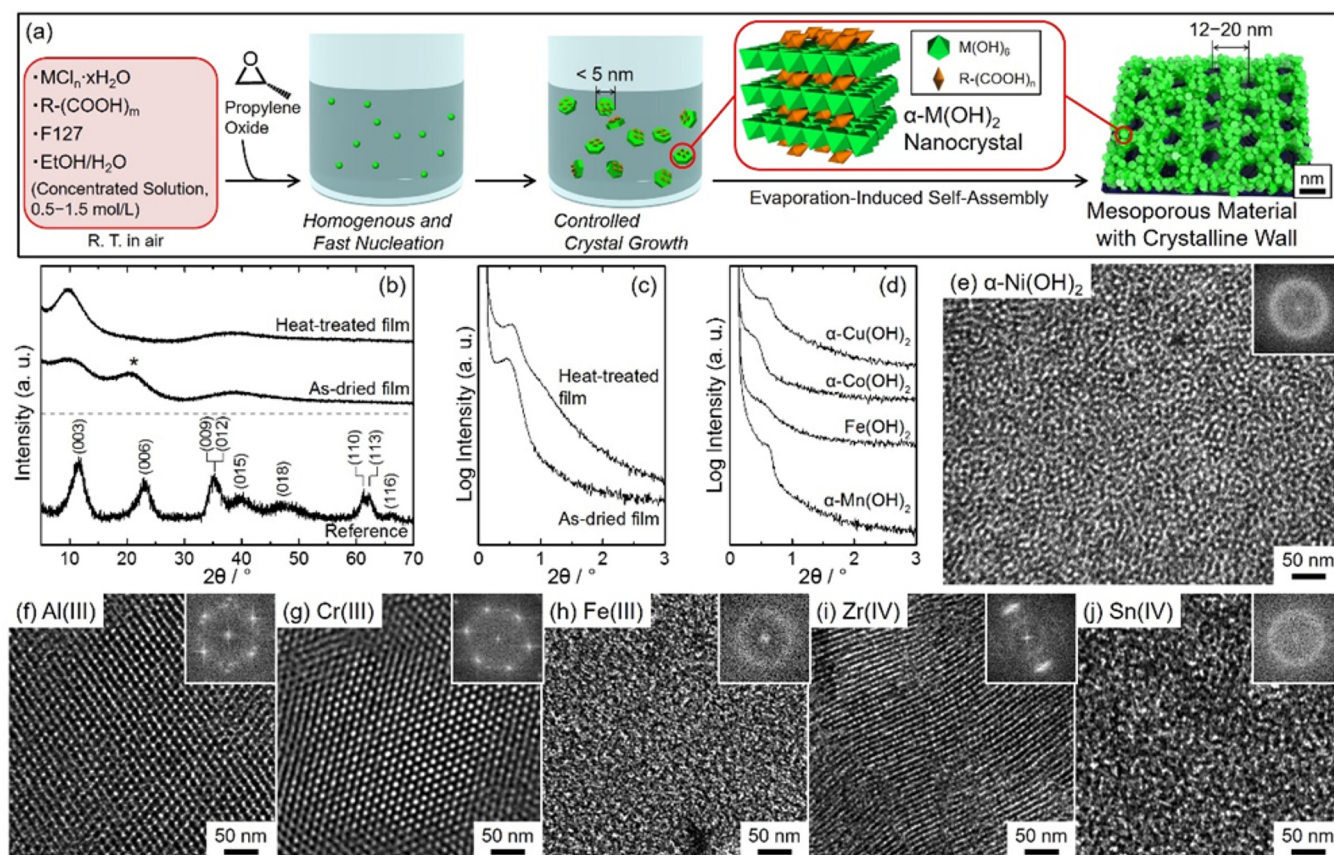 (a)
・MClₙ·xH₂O
・R-(COOH)ₘ
・F127
・EtOH/H₂O
(Concentrated Solution,
0.5−1.5 mol/L)
R. T. in air
Propylene
Oxide
Homogenous and
Fast Nucleation
< 5 nm
Controlled
Crystal Growth
M(OH)₆
R-(COOH)ₙ
α-M(OH)₂
Nanocrystal
Evaporation-Induced Self-Assembly
12−20 nm
nm
Mesoporous Material
with Crystalline Wall
(b)
Intensity (a. u.)
Heat-treated film
*
As-dried film
(003)
(006)
(009)
(012)
(015)
(018)
(110)
(113)
(116)
Reference
10 20 30 40 50 60 70
2θ / °
(c)
Log Intensity (a. u.)
Heat-treated
film
As-dried film
0 1 2 3
2θ / °
(d)
Log Intensity (a. u.)
α-Cu(OH)₂
α-Co(OH)₂
Fe(OH)₂
α-Mn(OH)₂
0 1 2 3
2θ / °
(e) α-Ni(OH)₂
50 nm
(f) Al(III)
50 nm
(g) Cr(III)
50 nm
(h) Fe(III)
50 nm
(i) Zr(IV)
50 nm
(j) Sn(IV)
50 nm